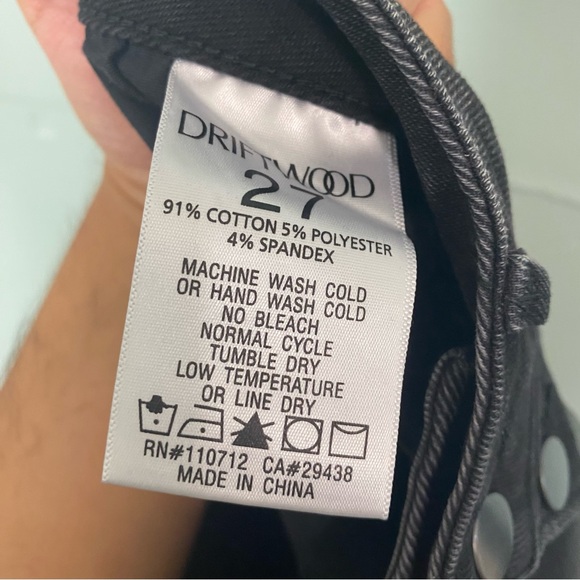 DRIFTWOOD
27
91% COTTON 5% POLYESTER
4% SPANDEX
MACHINE WASH COLD
OR HAND WASH COLD
NO BLEACH
NORMAL CYCLE
TUMBLE DRY
LOW TEMPERATURE
OR LINE DRY
RN#110712 CA#29438
MADE IN CHINA